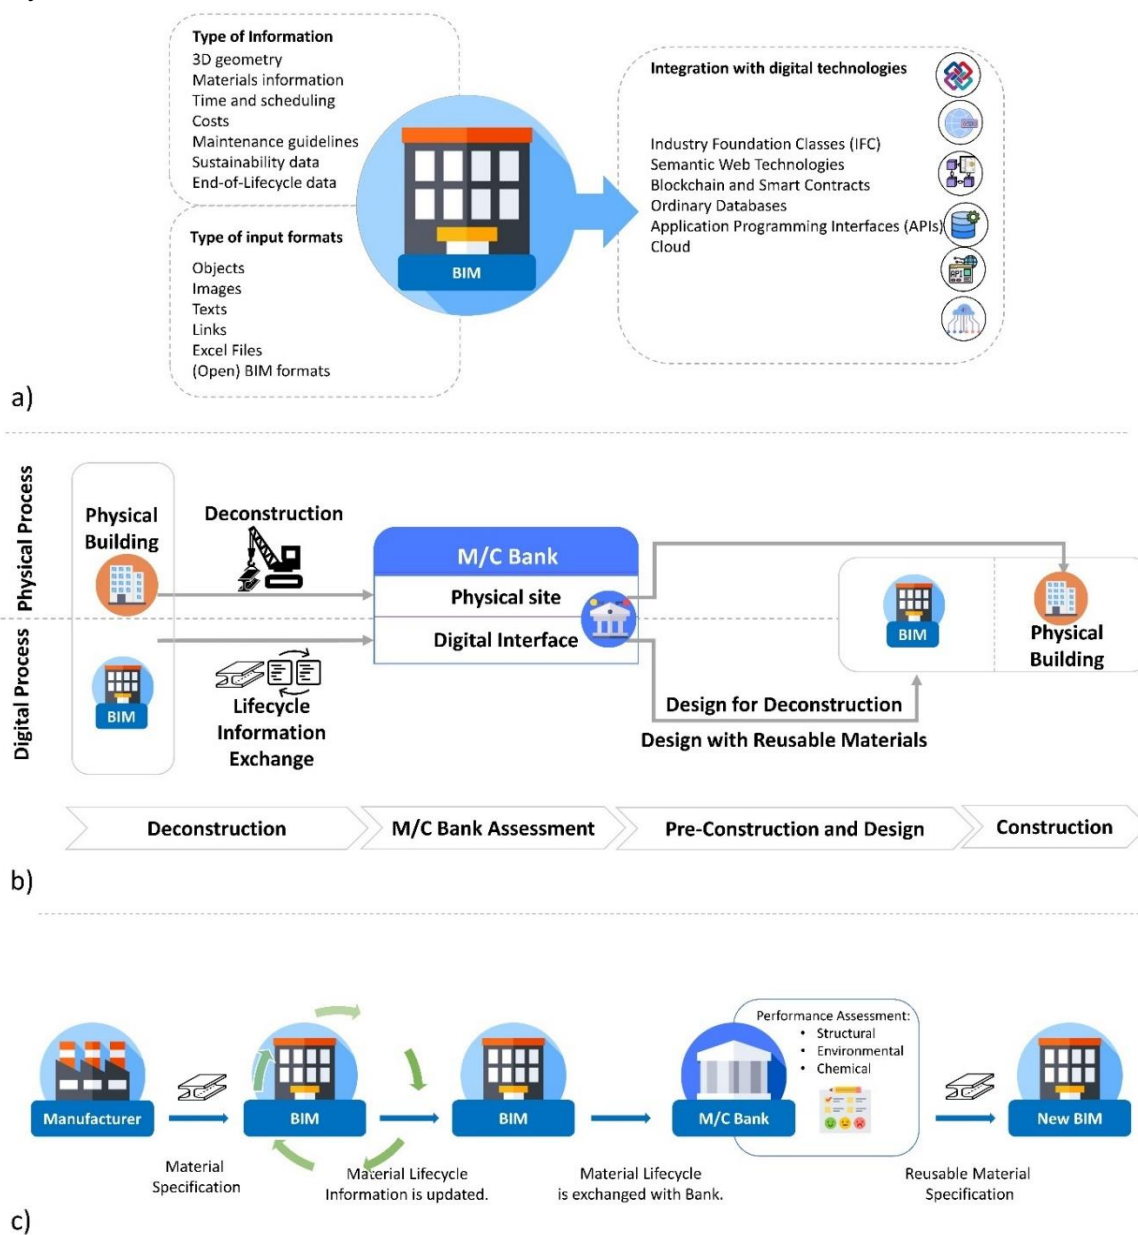 Type of Information
3D geometry
Materials information
Time and scheduling
Costs
Maintenance guidelines
Sustainability data
End-of-Lifecycle data
Type of input formats
Objects
Images
Texts
Links
Excel Files
(Open) BIM formats
BIM
Integration with digital technologies
Industry Foundation Classes (IFC)
Semantic Web Technologies
Blockchain and Smart Contracts
Ordinary Databases
Application Programming Interfaces (APIs)
Cloud
API
a)
Physical Process
Digital Process
Physical
Building
BIM
Deconstruction
Lifecycle
Information
Exchange
M/C Bank
Physical site
Digital Interface
Design for Deconstruction
Design with Reusable Materials
BIM
Physical
Building
Deconstruction
M/C Bank Assessment
Pre-Construction and Design
Construction
b)
Manufacturer
Material
Specification
BIM
Material Lifecycle
Information is updated.
BIM
Material Lifecycle
is exchanged with Bank.
M/C Bank
Performance Assessment:
• Structural
• Environmental
• Chemical
Reusable Material
Specification
New BIM
c)